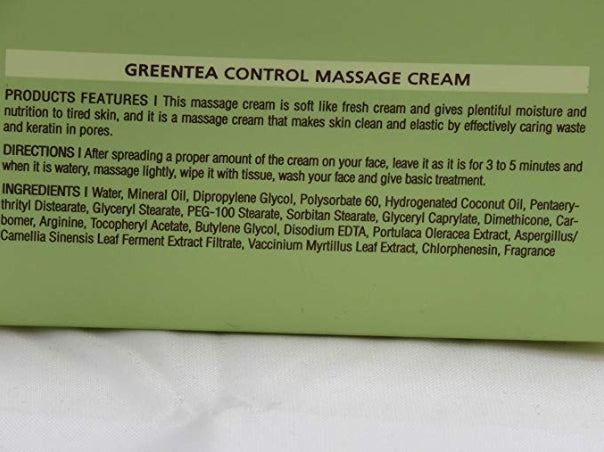 GREENTEA CONTROL MASSAGE CREAM
PRODUCTS FEATURES I This massage cream is soft like fresh cream and gives plentiful moisture and
nutrition to tired skin, and it is a massage cream that makes skin clean and elastic by effectively caring waste
and keratin in pores.
DIRECTIONS I After spreading a proper amount of the cream on your face, leave it as it is for 3 to 5 minutes and
when it is watery, massage lightly, wipe it with tissue, wash your face and give basic treatment.
INGREDIENTS I Water, Mineral Oil, Dipropylene Glycol, Polysorbate 60, Hydrogenated Coconut Oil, Pentaery-
thrityl Distearate, Glyceryl Stearate, PEG-100 Stearate, Sorbitan Stearate, Glyceryl Caprylate, Dimethicone, Car-
bomer, Arginine, Tocopheryl Acetate, Butylene Glycol, Disodium EDTA, Portulaca Oleracea Extract, Aspergillus/
Camellia Sinensis Leaf Ferment Extract Filtrate, Vaccinium Myrtillus Leaf Extract, Chlorphenesin, Fragrance